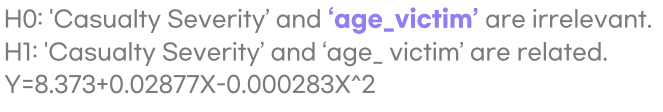 H0: 'Casualty Severity’ and ‘age_victim’ are irrelevant.
H1: 'Casualty Severity’ and ‘age_ victim’ are related.
Y=8.373+0.02877X-0.000283X^2